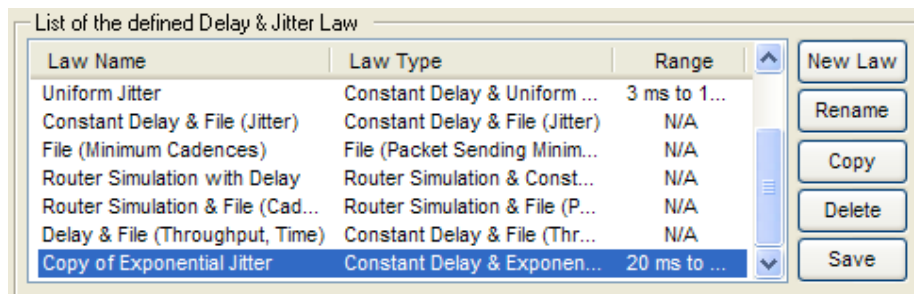 List of the defined Delay & Jitter Law
Law Name Law Type Range
Uniform Jitter Constant Delay & Uniform ... 3 ms to 1...
Constant Delay & File (Jitter) Constant Delay & File (Jitter) N/A
File (Minimum Cadences) File (Packet Sending Minim... N/A
Router Simulation with Delay Router Simulation & Const... N/A
Router Simulation & File (Cad... Router Simulation & File (P... N/A
Delay & File (Throughput, Time) Constant Delay & File (Thr... N/A
Copy of Exponential Jitter Constant Delay & Exponen... 20 ms to ...
New Law
Rename
Copy
Delete
Save